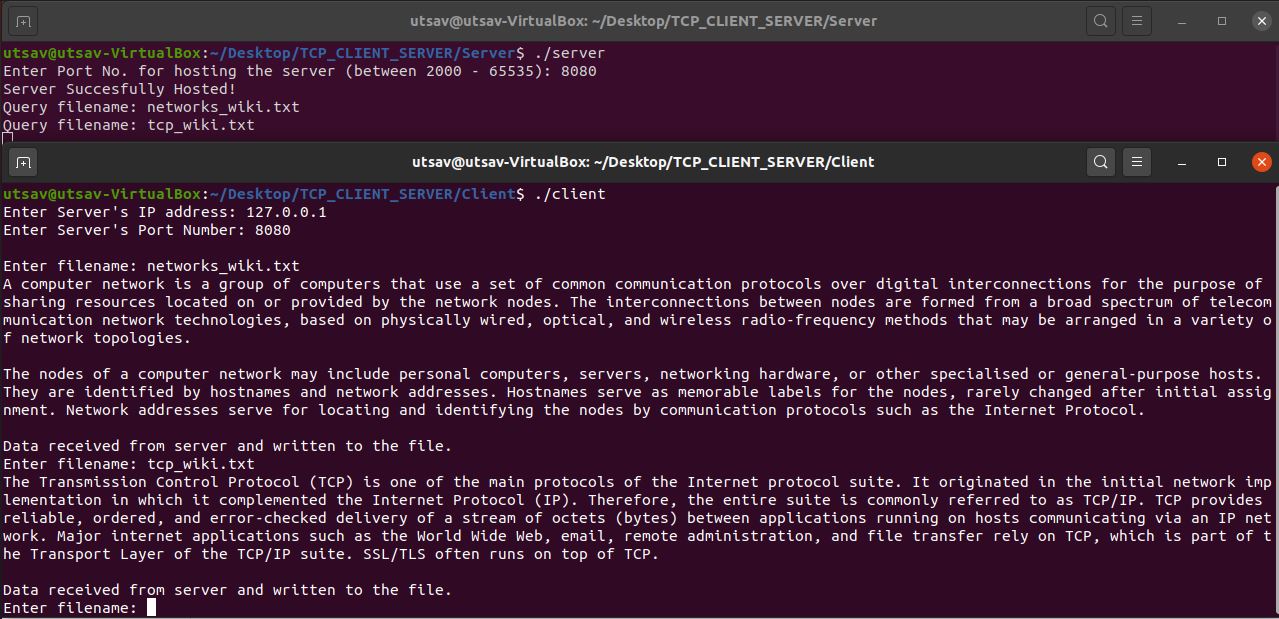 utsav@utsav-VirtualBox: ~/Desktop/TCP_CLIENT_SERVER/Server
utsav@utsav-VirtualBox:~/Desktop/TCP_CLIENT_SERVER/Server$ ./server
Enter Port No. for hosting the server (between 2000 - 65535): 8080
Server Succesfully Hosted!
Query filename: networks_wiki.txt
Query filename: tcp_wiki.txt
utsav@utsav-VirtualBox: ~/Desktop/TCP_CLIENT_SERVER/Client
utsav@utsav-VirtualBox:~/Desktop/TCP_CLIENT_SERVER/Client$ ./client
Enter Server's IP address: 127.0.0.1
Enter Server's Port Number: 8080
Enter filename: networks_wiki.txt
A computer network is a group of computers that use a set of common communication protocols over digital interconnections for the purpose of
sharing resources located on or provided by the network nodes. The interconnections between nodes are formed from a broad spectrum of telecom
munication network technologies, based on physically wired, optical, and wireless radio-frequency methods that may be arranged in a variety o
f network topologies.
The nodes of a computer network may include personal computers, servers, networking hardware, or other specialised or general-purpose hosts.
They are identified by hostnames and network addresses. Hostnames serve as memorable labels for the nodes, rarely changed after initial assig
nment. Network addresses serve for locating and identifying the nodes by communication protocols such as the Internet Protocol.
Data received from server and written to the file.
Enter filename: tcp_wiki.txt
The Transmission Control Protocol (TCP) is one of the main protocols of the Internet protocol suite. It originated in the initial network imp
lementation in which it complemented the Internet Protocol (IP). Therefore, the entire suite is commonly referred to as TCP/IP. TCP provides
reliable, ordered, and error-checked delivery of a stream of octets (bytes) between applications running on hosts communicating via an IP net
work. Major internet applications such as the World Wide Web, email, remote administration, and file transfer rely on TCP, which is part of t
he Transport Layer of the TCP/IP suite. SSL/TLS often runs on top of TCP.
Data received from server and written to the file.
Enter filename: